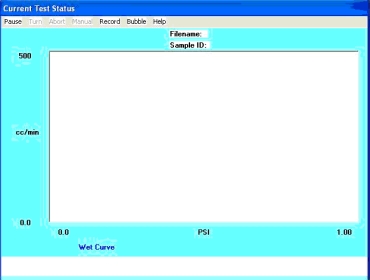 Current Test Status
Pause Turn Abort Manual Record Bubble Help
Filename:
Sample ID:
500
cc/min
0.0
0.0 PSI 1.00
Wet Curve